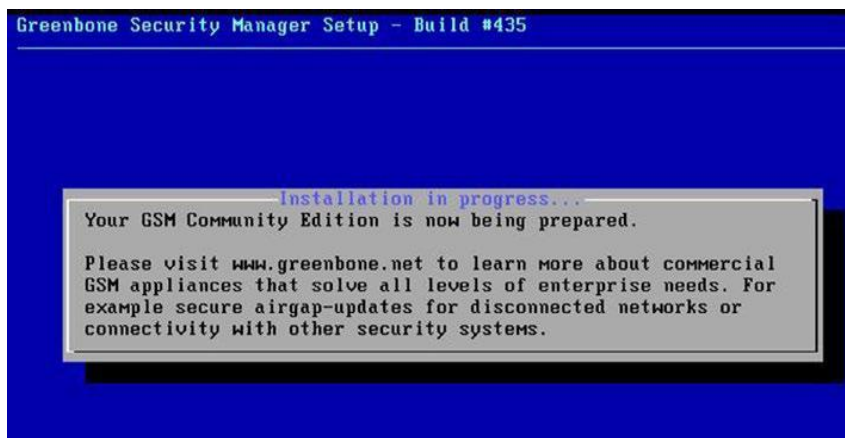 Greenbone Security Manager Setup - Build #435
Installation in progress...
Your GSM Community Edition is now being prepared.
Please visit www.greenbone.net to learn more about commercial
GSM appliances that solve all levels of enterprise needs. For
example secure airgap-updates for disconnected networks or
connectivity with other security systems.